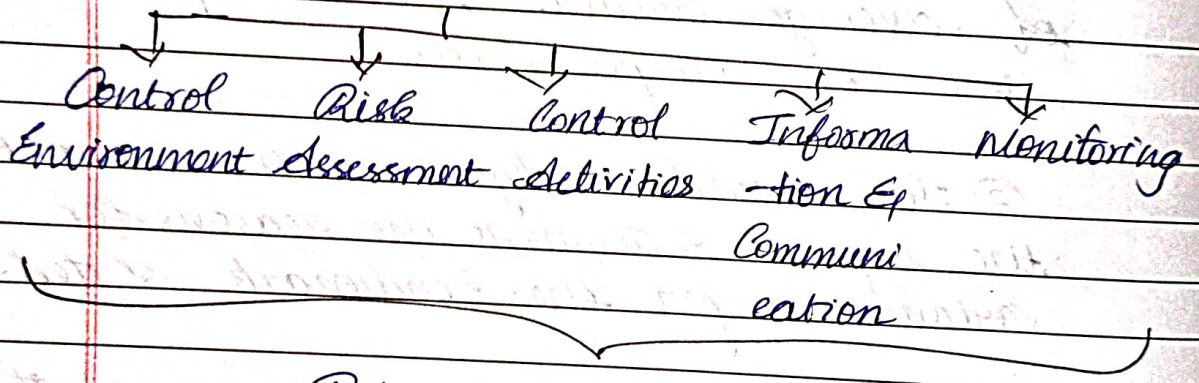 Control Risk Control Informa Monitoring
Environment Assessment Activities -tion &
Communi
cation